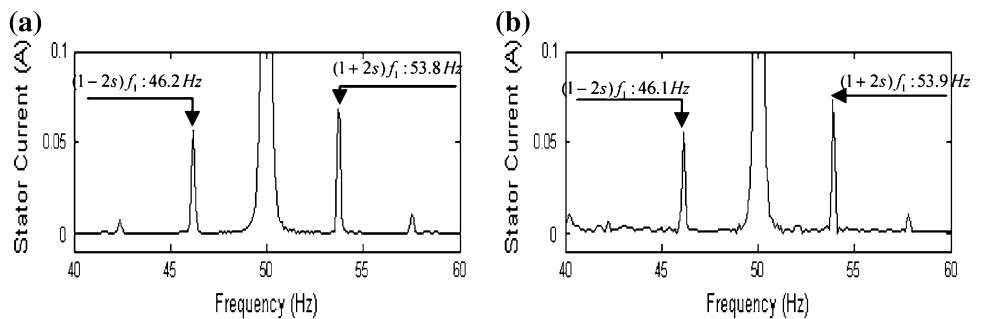 (a)
Stator Current (A)
0.1
0.05
0
(1−2s) f₁ : 46.2 Hz
(1+2s) f₁ : 53.8 Hz
40 45 50 55 60
Frequency (Hz)
(b)
Stator Current (A)
0.1
0.05
0
(1−2s) f₁ : 46.1 Hz
(1+2s) f₁ : 53.9 Hz
40 45 50 55 60
Frequency (Hz)